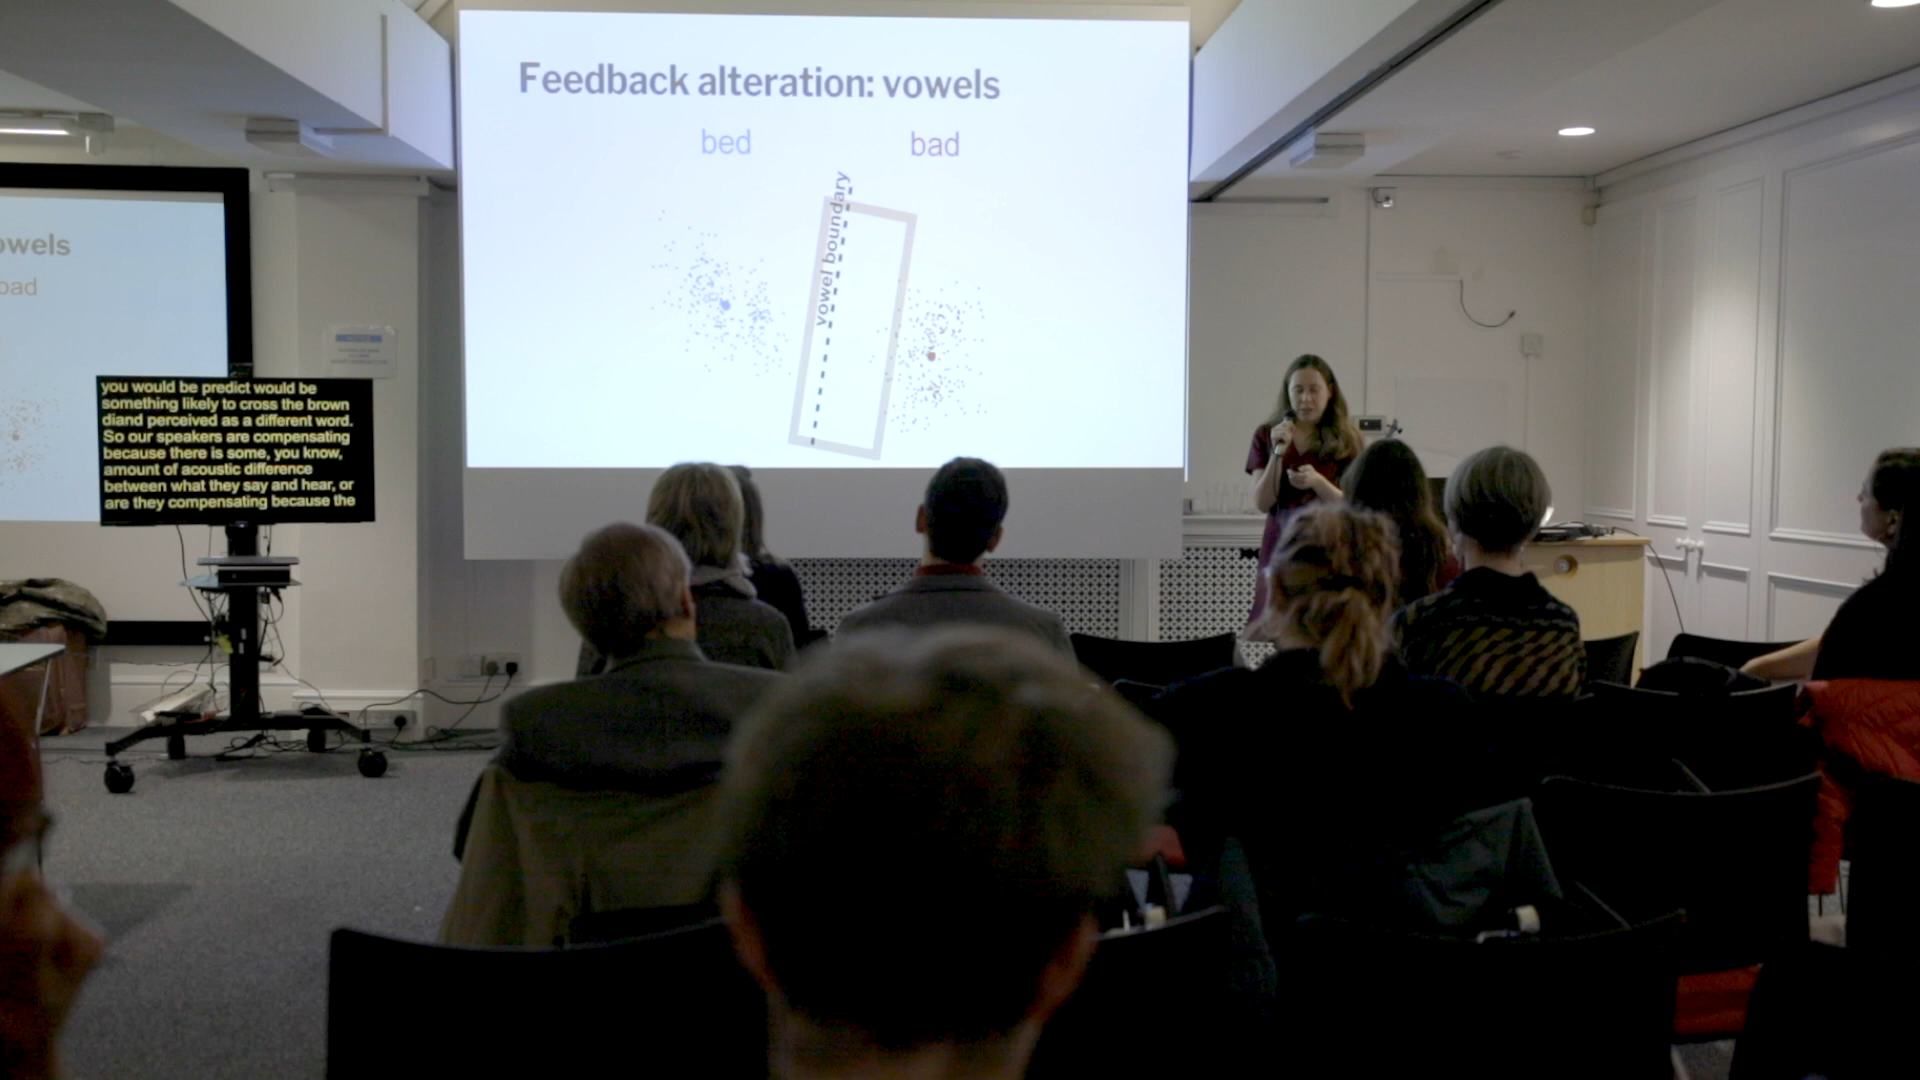 Feedback alteration: vowels
bed
bad
vowel boundary
owels
bad
you would be predict would be
something likely to cross the brown
diand perceived as a different word.
So our speakers are compensating
because there is some, you know,
amount of acoustic difference
between what they say and hear, or
are they compensating because the
NOTICE